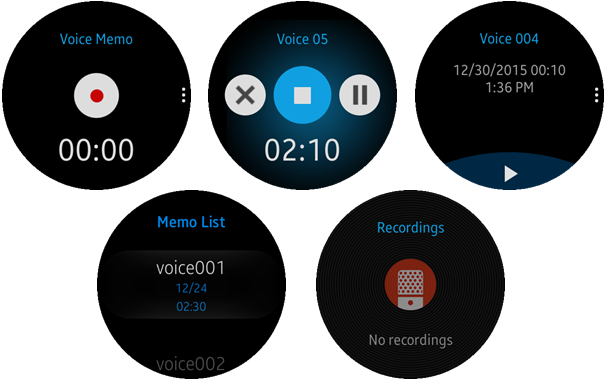 Voice Memo
00:00
Voice 05
02:10
Voice 004
12/30/2015 00:10
1:36 PM
Memo List
voice001
12/24
02:30
voice002
Recordings
No recordings